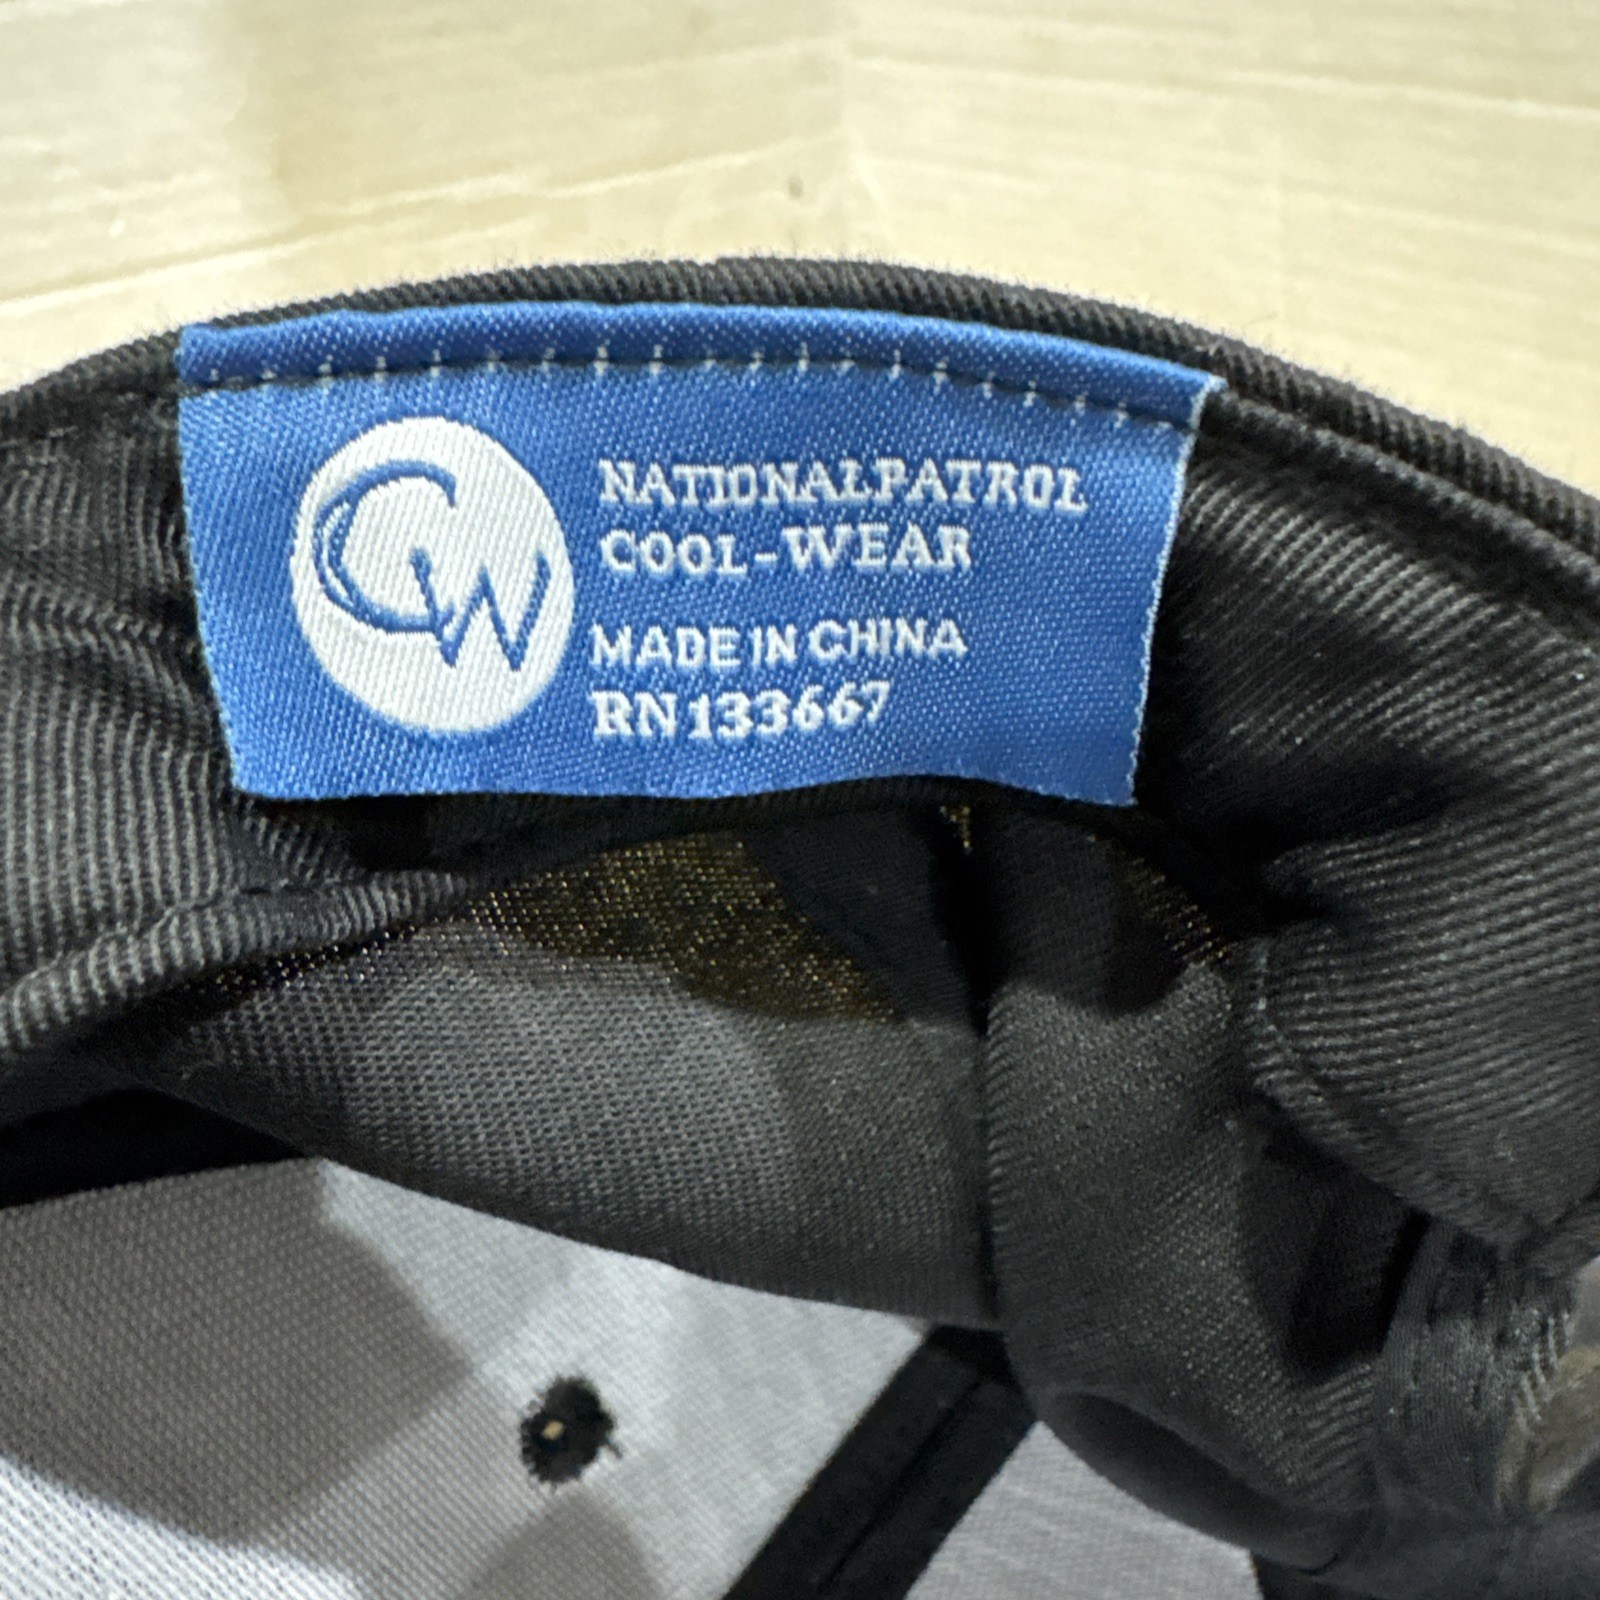 CW
NATIONALPATROL
COOL-WEAR
MADE IN CHINA
RN 133667